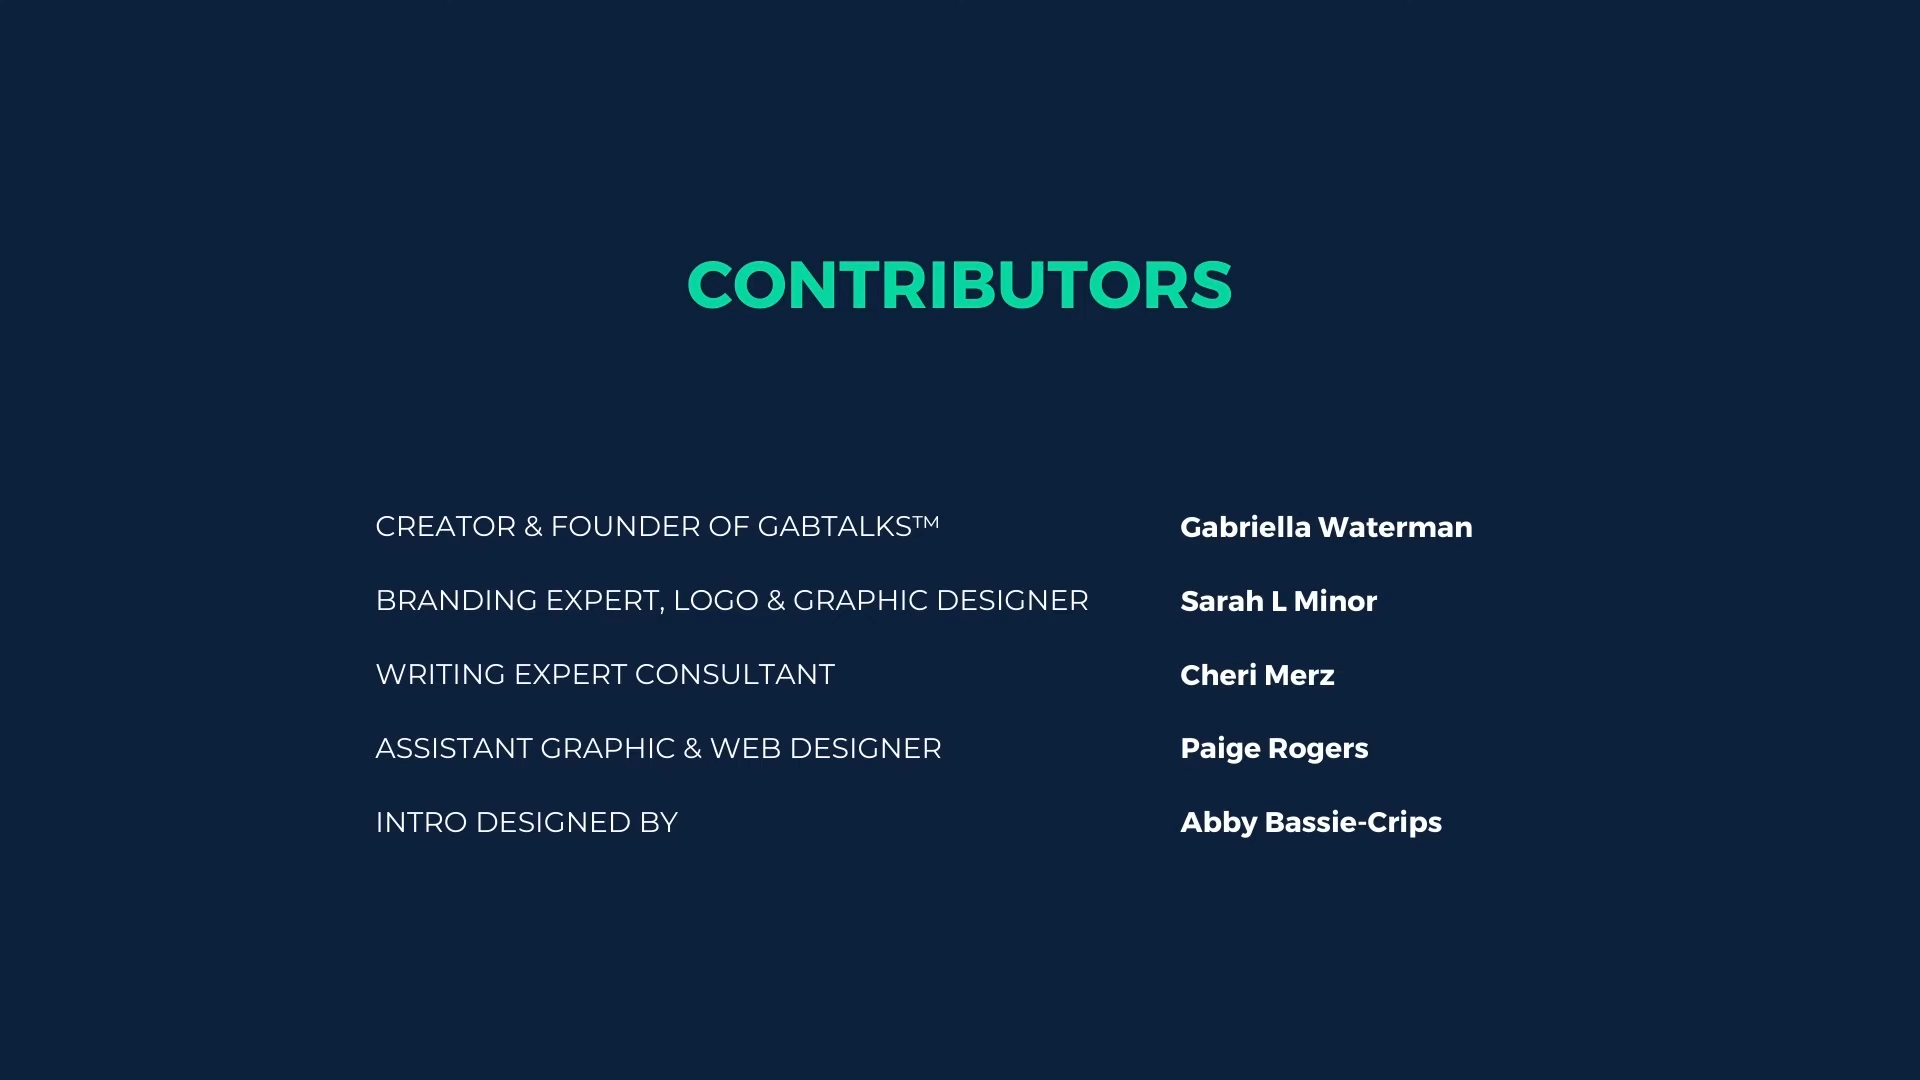 CONTRIBUTORS
CREATOR & FOUNDER OF GABTALKS™ Gabriella Waterman
BRANDING EXPERT, LOGO & GRAPHIC DESIGNER Sarah L Minor
WRITING EXPERT CONSULTANT Cheri Merz
ASSISTANT GRAPHIC & WEB DESIGNER Paige Rogers
INTRO DESIGNED BY Abby Bassie-Crips